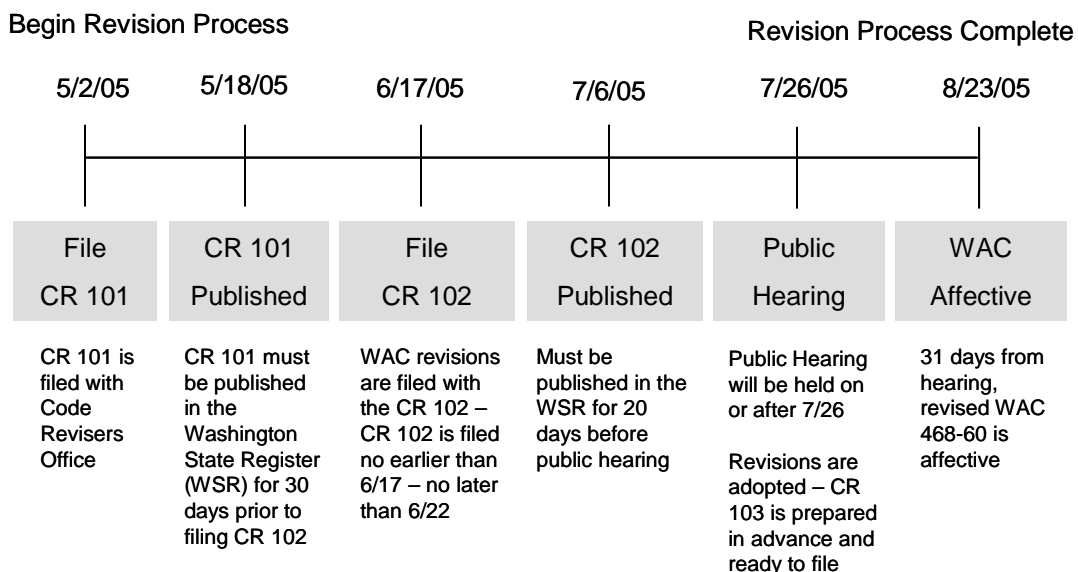 Begin Revision Process
Revision Process Complete
5/2/05
5/18/05
6/17/05
7/6/05
7/26/05
8/23/05
File
CR 101
CR 101
Published
File
CR 102
CR 102
Published
Public
Hearing
WAC
Affective
CR 101 is
filed with
Code
Revisers
Office
CR 101 must
be published
in the
Washington
State Register
(WSR) for 30
days prior to
filing CR 102
WAC revisions
are filed with
the CR 102 –
CR 102 is filed
no earlier than
6/17 – no later
than 6/22
Must be
published in the
WSR for 20
days before
public hearing
Public Hearing
will be held on
or after 7/26
Revisions are
adopted – CR
103 is prepared
in advance and
ready to file
31 days from
hearing,
revised WAC
468-60 is
affective